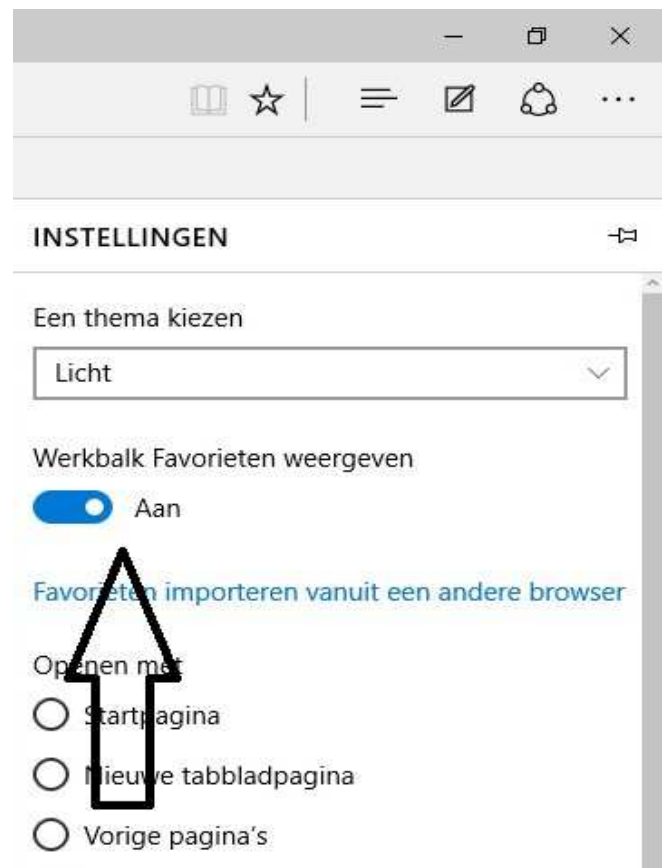 INSTELLINGEN
Een thema kiezen
Licht
Werkbalk Favorieten weergeven
Aan
Favorieten importeren vanuit een andere browser
Openen met
Startpagina
Nieuwe tabbladpagina
Vorige pagina's